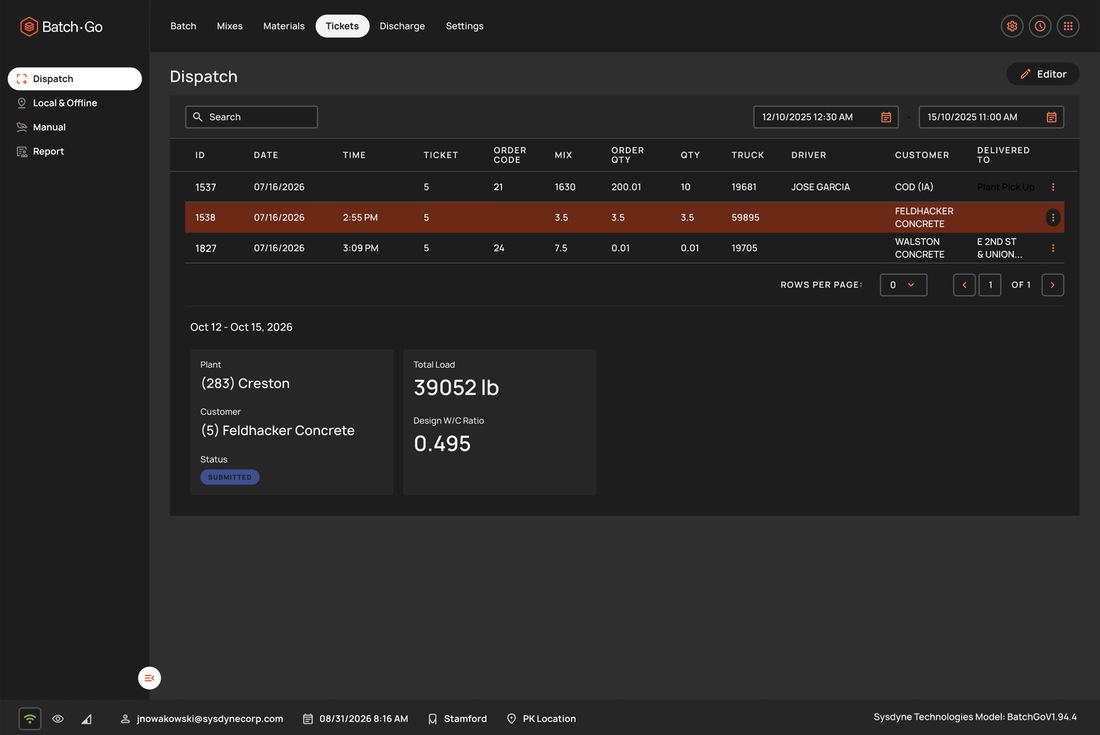 Batch·Go
Batch Mixes Materials Tickets Discharge Settings
Dispatch
Local & Offline
Manual
Report
Dispatch
Editor
Search
12/10/2025 12:30 AM - 15/10/2025 11:00 AM
ID DATE TIME TICKET ORDER CODE MIX ORDER QTY QTY TRUCK DRIVER CUSTOMER DELIVERED TO
1537 07/16/2026 5 21 1630 200.01 10 19681 JOSE GARCIA COD (IA) Plant Pick Up
1538 07/16/2026 2:55 PM 5 3.5 3.5 3.5 59895 FELDHACKER CONCRETE
1827 07/16/2026 3:09 PM 5 24 7.5 0.01 0.01 19705 WALSTON CONCRETE E 2ND ST & UNION...
ROWS PER PAGE: 0 1 OF 1
Oct 12 - Oct 15, 2026
Plant
(283) Creston
Customer
(5) Feldhacker Concrete
Status
SUBMITTED
Total Load
39052 lb
Design W/C Ratio
0.495
jnowakowski@sysdynecorp.com 08/31/2026 8:16 AM Stamford PK Location
Sysdyne Technologies Model: BatchGoV1.94.4